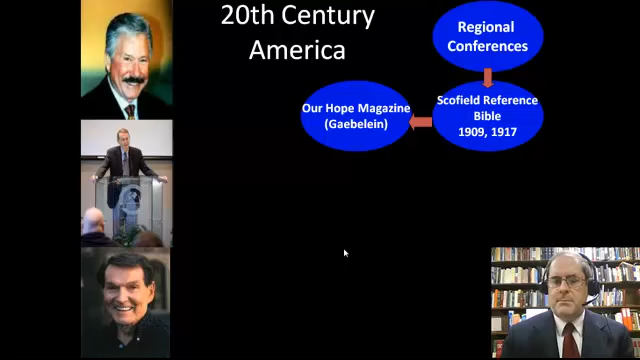 20th Century
America
Regional
Conferences
Our Hope Magazine
(Gaebelein)
Scofield Reference
Bible
1909, 1917